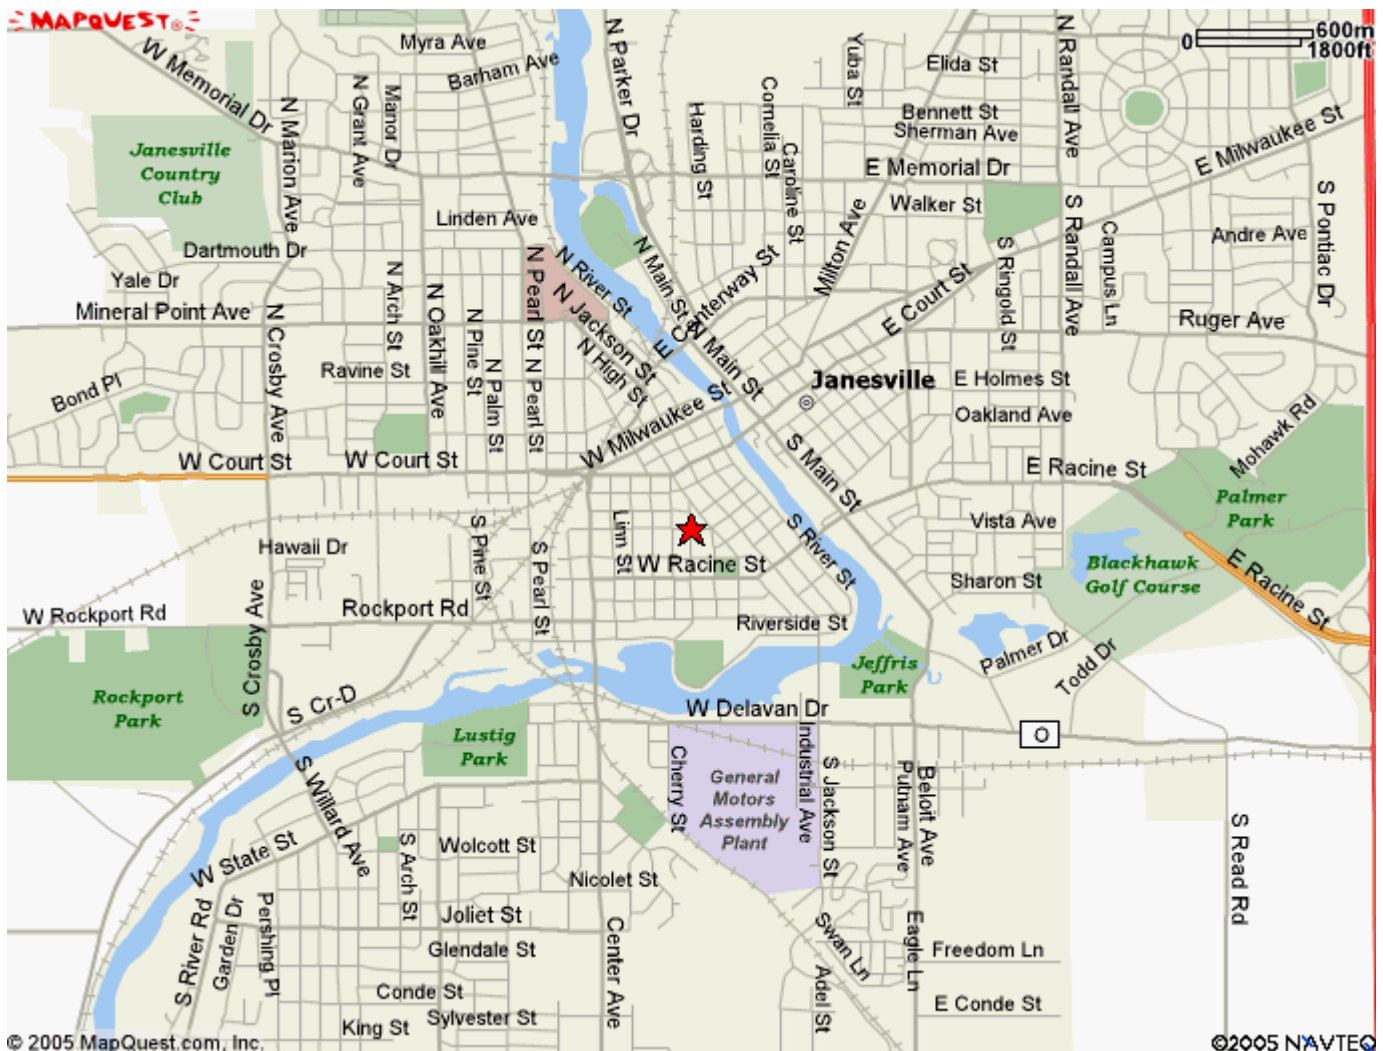 MAPQUEST
600m
0
1800ft
Myra Ave
Barham Ave
W Memorial Dr
N Grant Ave
Manor Dr
N Marion Ave
N Parker Dr
Yuba St
Elida St
N Randall Ave
Harding St
Cornelia St
Caroline St
Bennett St
Sherman Ave
E Milwaukee St
Janesville
Country
Club
E Memorial Dr
Linden Ave
Walker St
S Randall Ave
S Pontiac Dr
Dartmouth Dr
Milton Ave
Campus Ln
Andre Ave
Yale Dr
N River St
N Main St
E Centerway St
S Ringold St
Mineral Point Ave
N Arch St
N Pearl St
N Jackson St
E Court St
Ruger Ave
N Crosby Ave
N Oakhill Ave
N Pine St
N High St
N Main St
Ravine St
N Palm St
N Pearl St
Janesville
E Holmes St
Bond Pl
Oakland Ave
Mohawk Rd
W Milwaukee St
W Court St
W Court St
S Main St
E Racine St
Palmer
Park
S Pine St
Linn St
S River St
Vista Ave
Hawaii Dr
S Pearl St
W Racine St
Sharon St
Blackhawk
Golf Course
E Racine St
W Rockport Rd
Rockport Rd
S Crosby Ave
Riverside St
Palmer Dr
Todd Dr
Jeffris
Park
Rockport
Park
S Cr-D
W Delavan Dr
O
Lustig
Park
Cherry St
General
Motors
Assembly
Plant
Industrial Ave
S Jackson St
Putnam Ave
Beloit Ave
S Willard Ave
W State St
S Arch St
Wolcott St
S Read Rd
Nicolet St
S River Rd
Garden Dr
Pershing Pl
Joliet St
Center Ave
Swan Ln
Eagle Ln
Glendale St
Freedom Ln
Conde St
Adel St
E Conde St
King St
Sylvester St
© 2005 MapQuest.com, Inc.
©2005 NAVTEQ